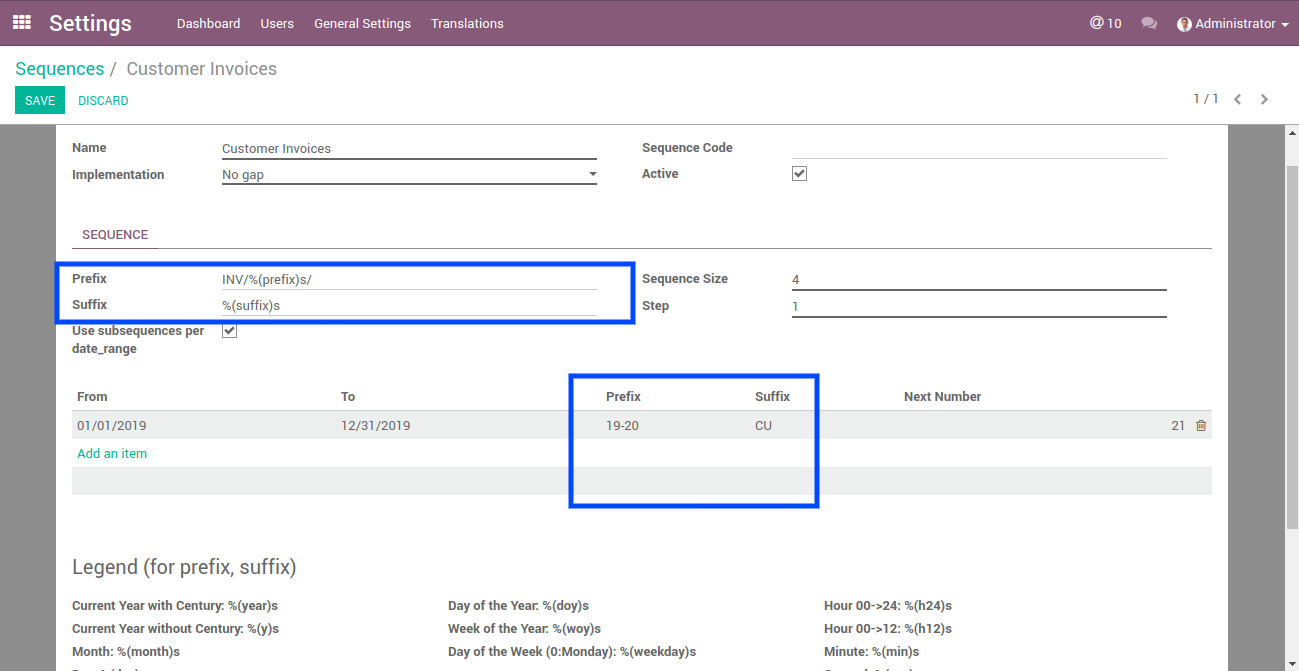 Settings Dashboard Users General Settings Translations @ 10 Administrator
Sequences / Customer Invoices
SAVE DISCARD 1 / 1
Name Customer Invoices Sequence Code
Implementation No gap Active
SEQUENCE
Prefix INV/%(prefix)s/ Sequence Size 4
Suffix %(suffix)s Step 1
Use subsequences per
date_range
From To Prefix Suffix Next Number
01/01/2019 12/31/2019 19-20 CU 21
Add an item
Legend (for prefix, suffix)
Current Year with Century: %(year)s Day of the Year: %(doy)s Hour 00->24: %(h24)s
Current Year without Century: %(y)s Week of the Year: %(woy)s Hour 00->12: %(h12)s
Month: %(month)s Day of the Week (0:Monday): %(weekday)s Minute: %(min)s